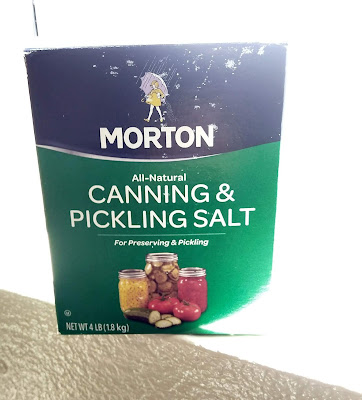 MORTON
All-Natural
CANNING &
PICKLING SALT
For Preserving & Pickling
NET WT 4 LB (1.8 kg)